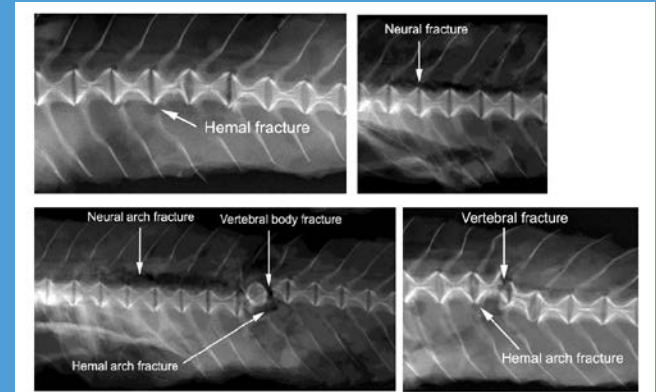 Neural fracture
Hemal fracture
Neural arch fracture
Vertebral body fracture
Hemal arch fracture
Vertebral fracture
Hemal arch fracture